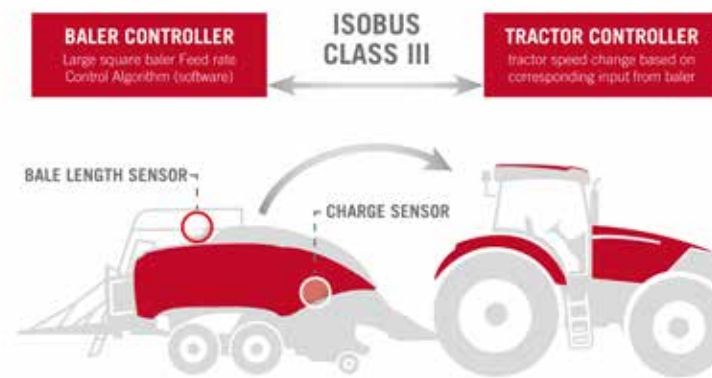 BALER CONTROLLER
Large square baler Feed rate
Control Algorithm (software)
ISOBUS
CLASS III
TRACTOR CONTROLLER
tractor speed change based on
corresponding input from baler
BALE LENGTH SENSOR
CHARGE SENSOR